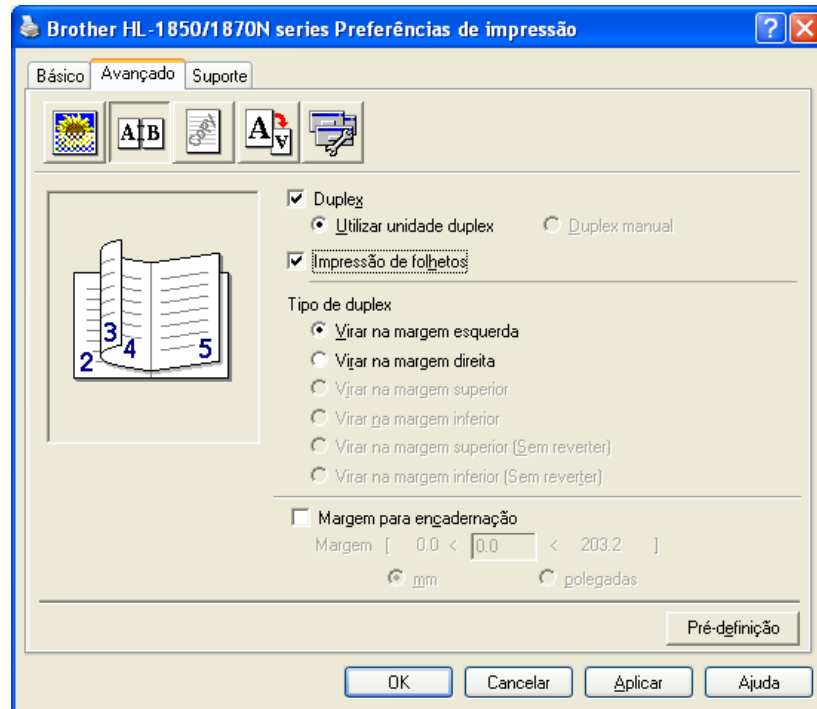 Brother HL-1850/1870N series Preferências de impressão
Básico Avançado Suporte
A B Copy A A
Duplex
Utilizar unidade duplex Duplex manual
Impressão de folhetos
Tipo de duplex
Virar na margem esquerda
Virar na margem direita
Virar na margem superior
Virar na margem inferior
Virar na margem superior (Sem reverter)
Virar na margem inferior (Sem reverter)
2 3 4 5
Margem para encadernação
Margem [ 0.0 < 0.0 < 203.2 ]
mm polegadas
Pré-definição
OK Cancelar Aplicar Ajuda